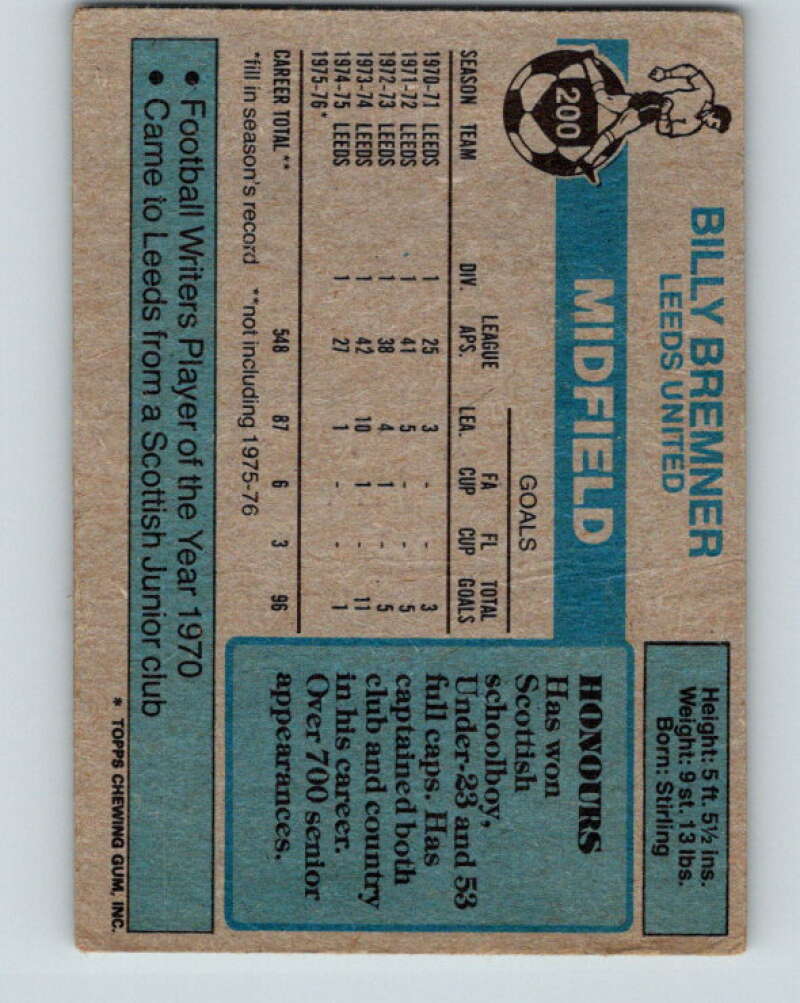 200
BILLY BREMNER
LEEDS UNITED
Height: 5 ft. 5½ ins.
Weight: 9 st. 13 lbs.
Born: Stirling
MIDFIELD
GOALS
LEAGUE FA FL TOTAL
SEASON TEAM DIV. APS. LEA. CUP CUP GOALS
1970-71 LEEDS 1 25 3 - - 3
1971-72 LEEDS 1 41 5 - - 5
1972-73 LEEDS 1 38 4 1 - 5
1973-74 LEEDS 1 42 10 1 - 11
1974-75 LEEDS 1 27 1 - - 1
1975-76*
CAREER TOTAL** 548 87 6 3 96
*fill in season's record **not including 1975-76
HONOURS
Has won
Scottish
schoolboy,
Under-23 and 53
full caps. Has
captained both
club and country
in his career.
Over 700 senior
appearances.
• Football Writers Player of the Year 1970
• Came to Leeds from a Scottish Junior club
* TOPPS CHEWING GUM, INC.